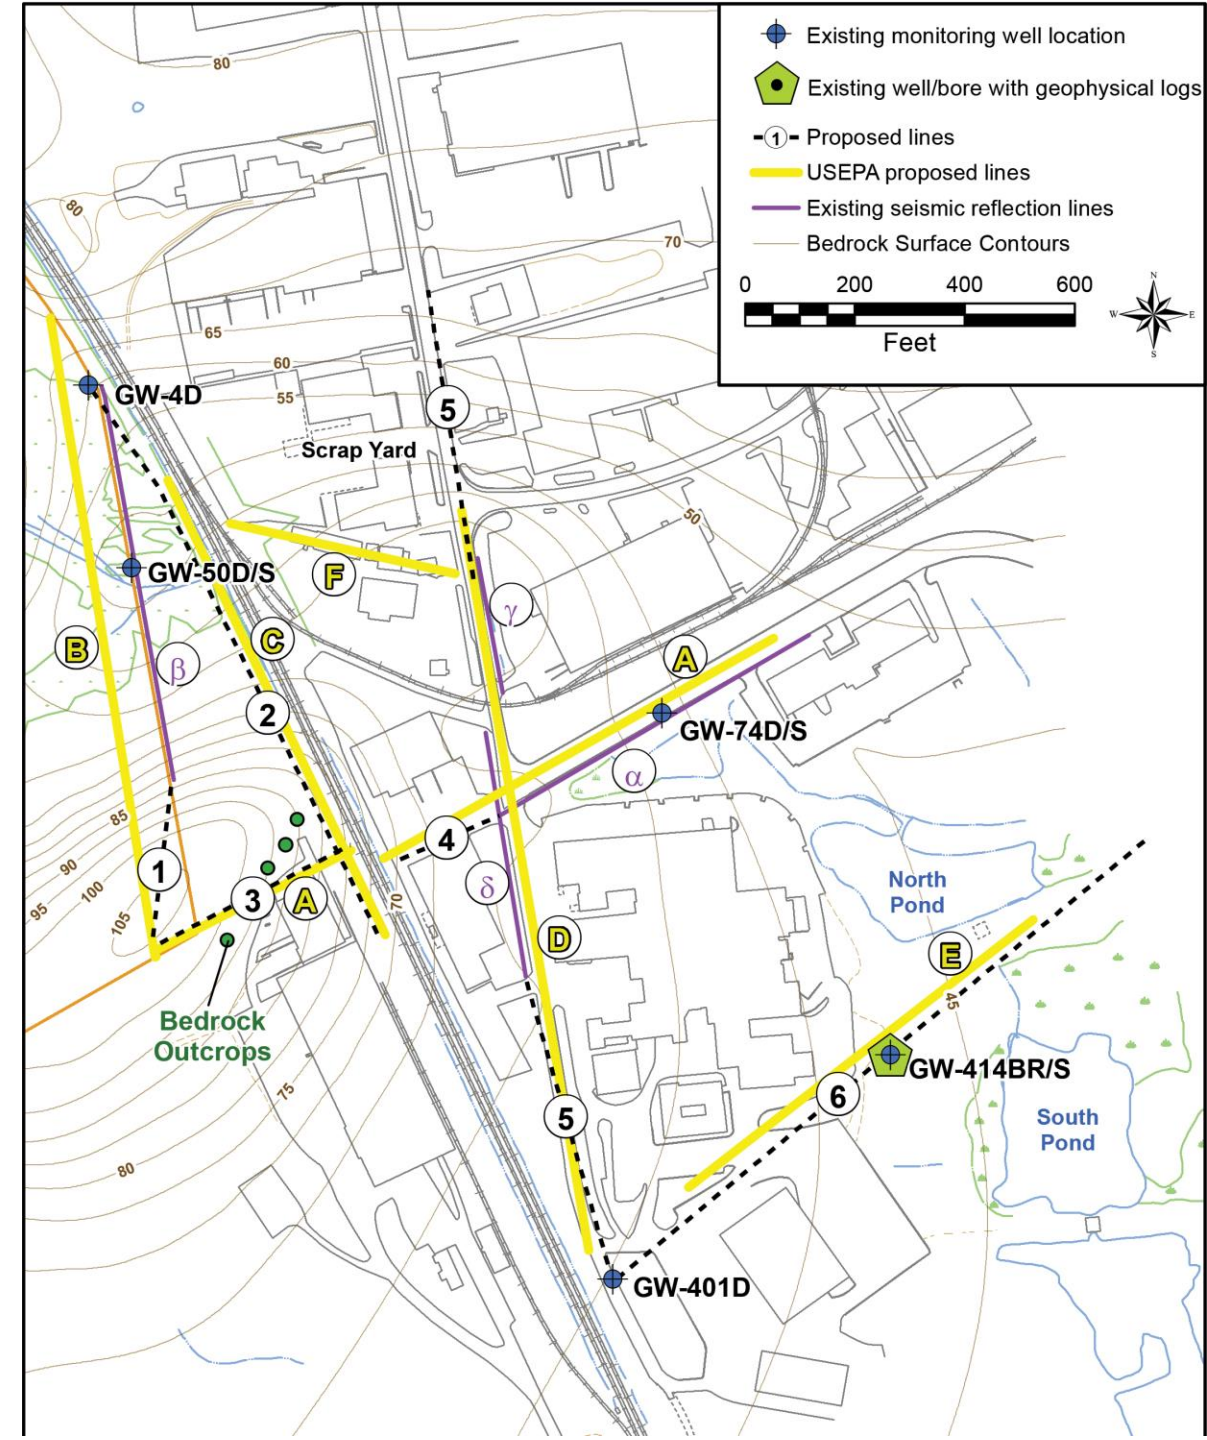 Existing monitoring well location
Existing well/bore with geophysical logs
1 Proposed lines
USEPA proposed lines
Existing seismic reflection lines
Bedrock Surface Contours
0 200 400 600
Feet
N
W E
S
80
80
70
65
60
55
GW-4D
5
Scrap Yard
50
GW-50D/S
F
γ
B
β
C
A
2
GW-74D/S
α
85
4
90
1
100
95
105
3
A
70
δ
North
Pond
D
E
45
Bedrock
Outcrops
GW-414BR/S
75
6
5
South
Pond
80
GW-401D